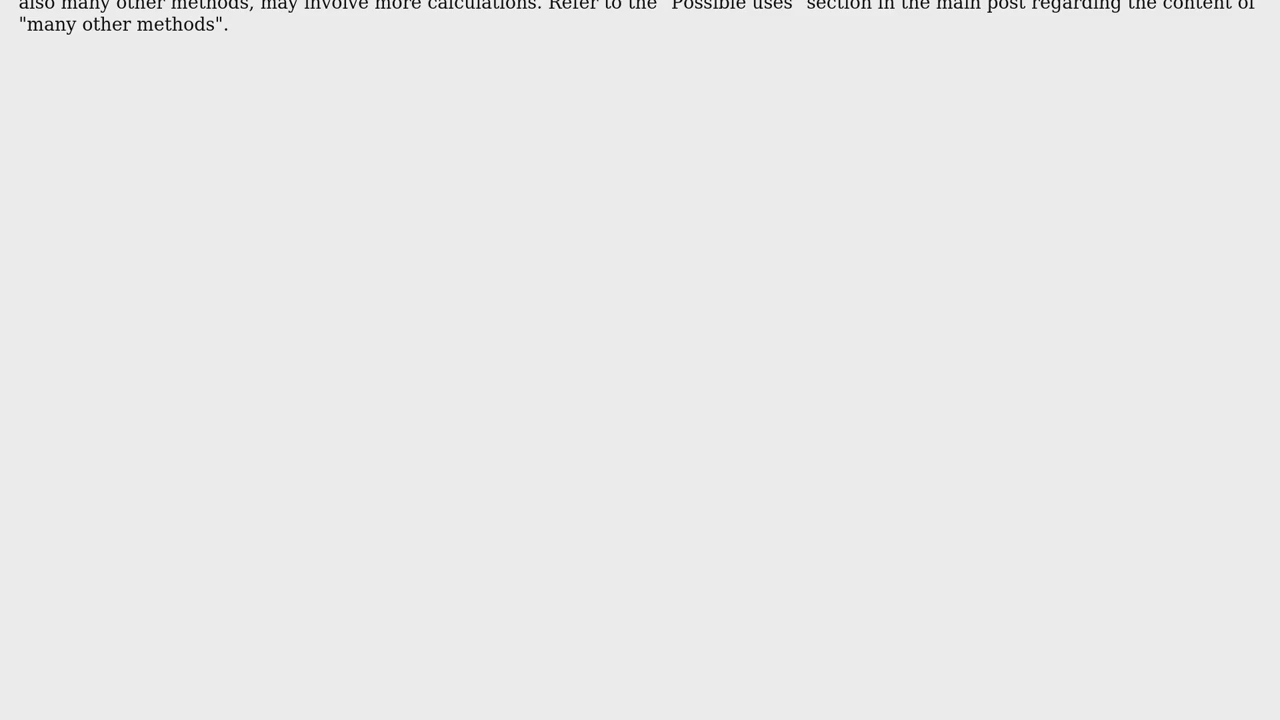 also many other methods, may involve more calculations. Refer to the "Possible uses" section in the main post regarding the content of
"many other methods".